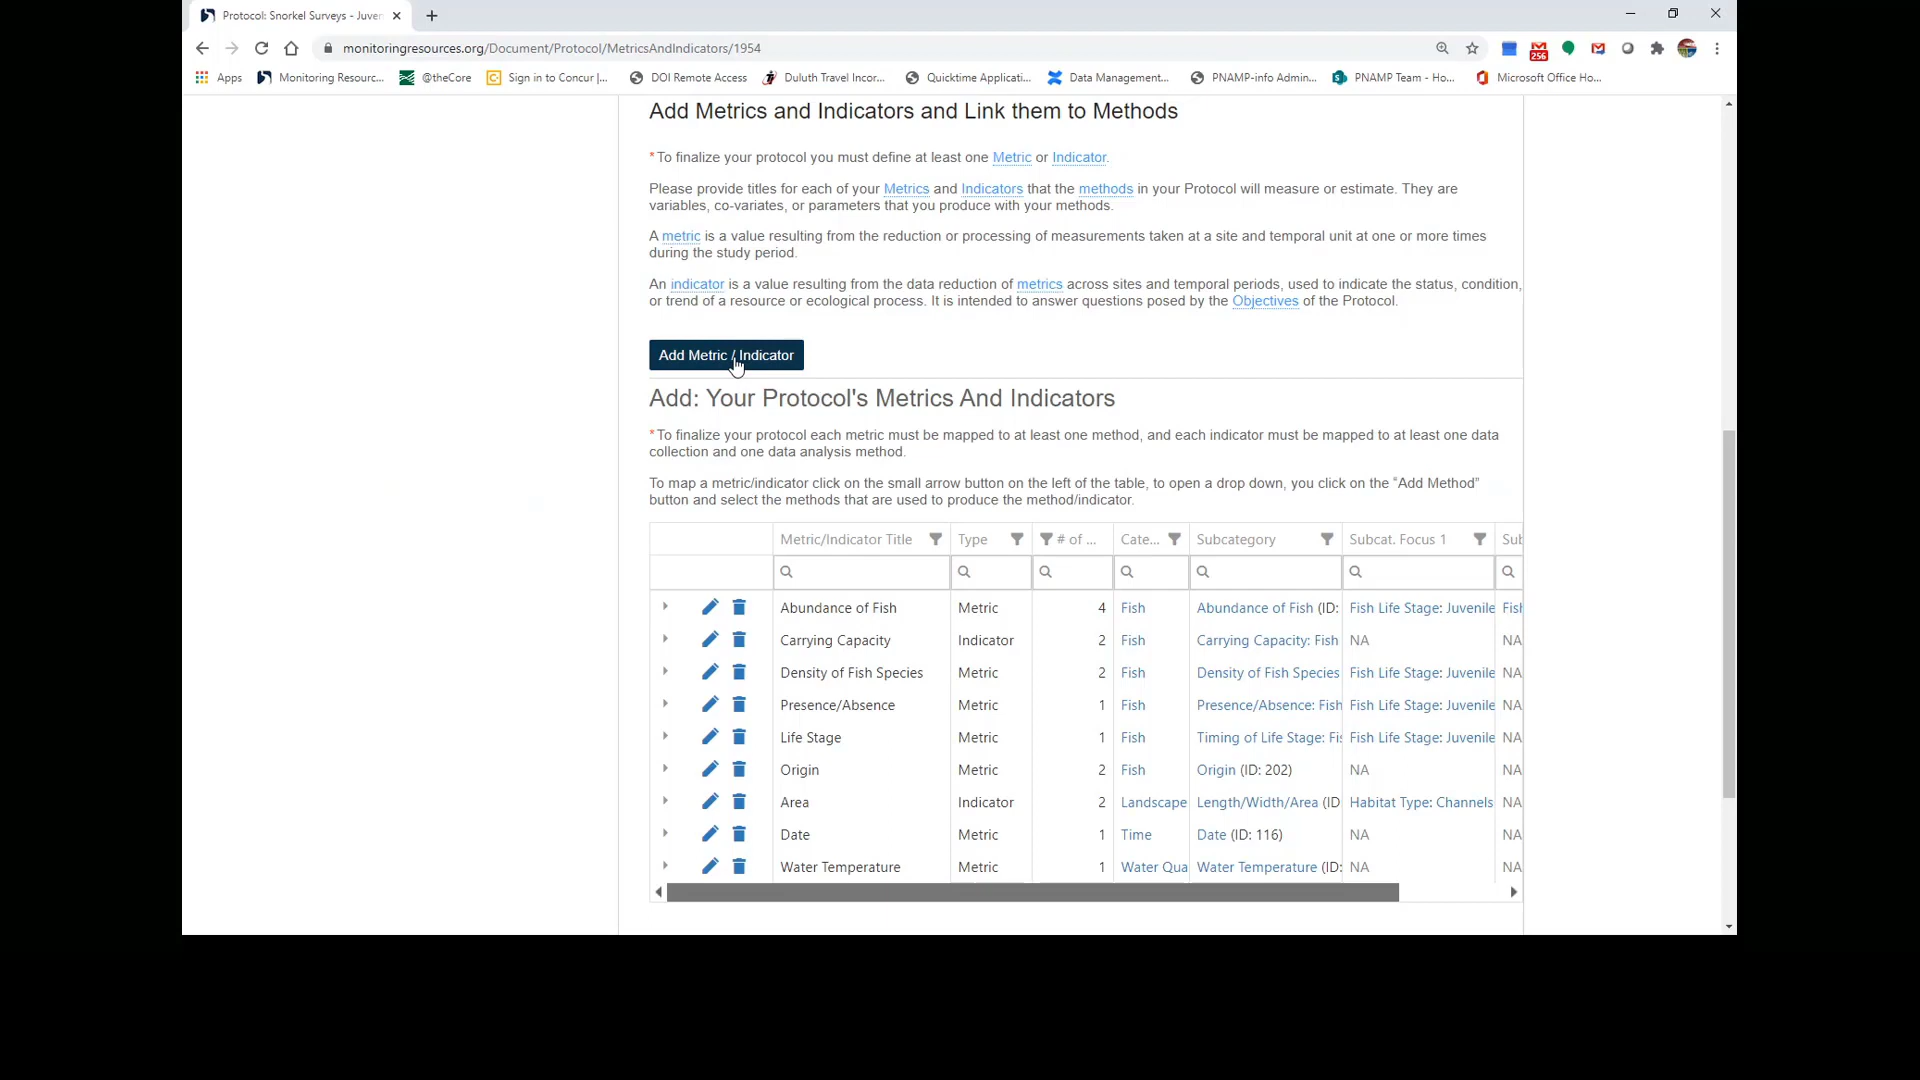 Protocol: Snorkel Surveys - Juver
monitoringresources.org/Document/Protocol/MetricsAndIndicators/1954
256
Apps Monitoring Resourc... @theCore Sign in to Concur |... DOI Remote Access Duluth Travel Incor... Quicktime Applicati... Data Management... PNAMP-info Admin... PNAMP Team - Ho... Microsoft Office Ho...
Add Metrics and Indicators and Link them to Methods
*To finalize your protocol you must define at least one Metric or Indicator.
Please provide titles for each of your Metrics and Indicators that the methods in your Protocol will measure or estimate. They are
variables, co-variates, or parameters that you produce with your methods.
A metric is a value resulting from the reduction or processing of measurements taken at a site and temporal unit at one or more times
during the study period.
An indicator is a value resulting from the data reduction of metrics across sites and temporal periods, used to indicate the status, condition,
or trend of a resource or ecological process. It is intended to answer questions posed by the Objectives of the Protocol.
Add Metric / Indicator
Add: Your Protocol's Metrics And Indicators
*To finalize your protocol each metric must be mapped to at least one method, and each indicator must be mapped to at least one data
collection and one data analysis method.
To map a metric/indicator click on the small arrow button on the left of the table, to open a drop down, you click on the “Add Method”
button and select the methods that are used to produce the method/indicator.
Metric/Indicator Title Type # of ... Cate... Subcategory Subcat. Focus 1 Sub
Abundance of Fish Metric 4 Fish Abundance of Fish (ID: Fish Life Stage: Juvenile Fish
Carrying Capacity Indicator 2 Fish Carrying Capacity: Fish NA NA
Density of Fish Species Metric 2 Fish Density of Fish Species Fish Life Stage: Juvenile NA
Presence/Absence Metric 1 Fish Presence/Absence: Fish Fish Life Stage: Juvenile NA
Life Stage Metric 1 Fish Timing of Life Stage: Fi Fish Life Stage: Juvenile NA
Origin Metric 2 Fish Origin (ID: 202) NA NA
Area Indicator 2 Landscape Length/Width/Area (ID Habitat Type: Channels NA
Date Metric 1 Time Date (ID: 116) NA NA
Water Temperature Metric 1 Water Qua Water Temperature (ID: NA NA